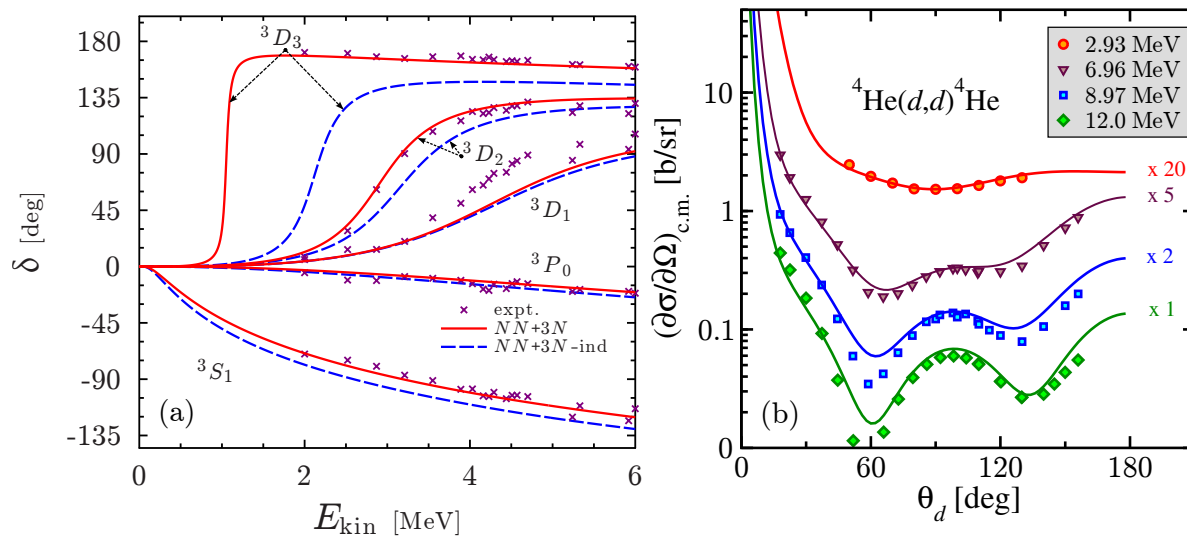 180
135
90
45
0
-45
-90
-135
δ [deg]
³D₃
³D₂
³D₁
³P₀
³S₁
expt.
NN+3N
NN+3N-ind
(a)
0 2 4 6
E_kin [MeV]
2.93 MeV
6.96 MeV
8.97 MeV
12.0 MeV
⁴He(d,d)⁴He
x 20
x 5
x 2
x 1
10
1
0.1
0
(∂σ/∂Ω)c.m. [b/sr]
(b)
0 60 120 180
θ_d [deg]